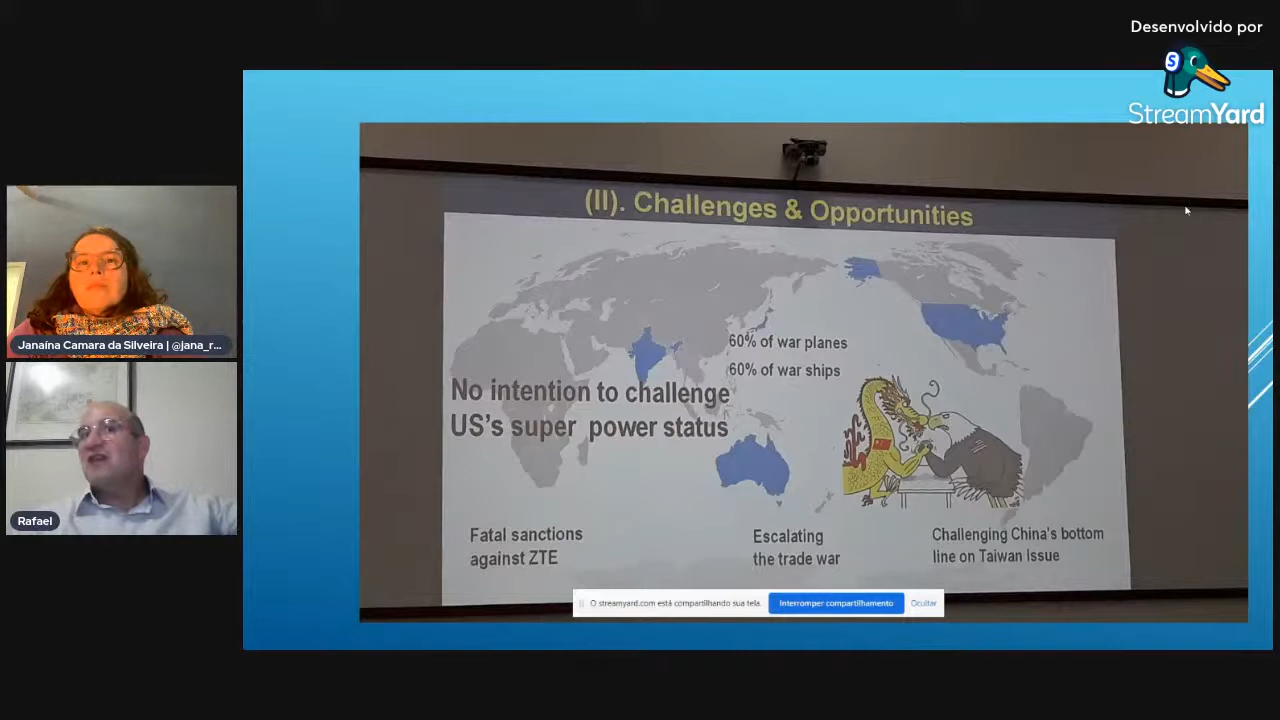 Desenvolvido por
S
StreamYard
(II). Challenges & Opportunities
60% of war planes
60% of war ships
No intention to challenge
US's super power status
Fatal sanctions
against ZTE
Escalating
the trade war
Challenging China's bottom
line on Taiwan Issue
Janaína Camara da Silveira | @jana_r...
Rafael
O streamyard.com está compartilhando sua tela.
Interromper compartilhamento
Ocultar